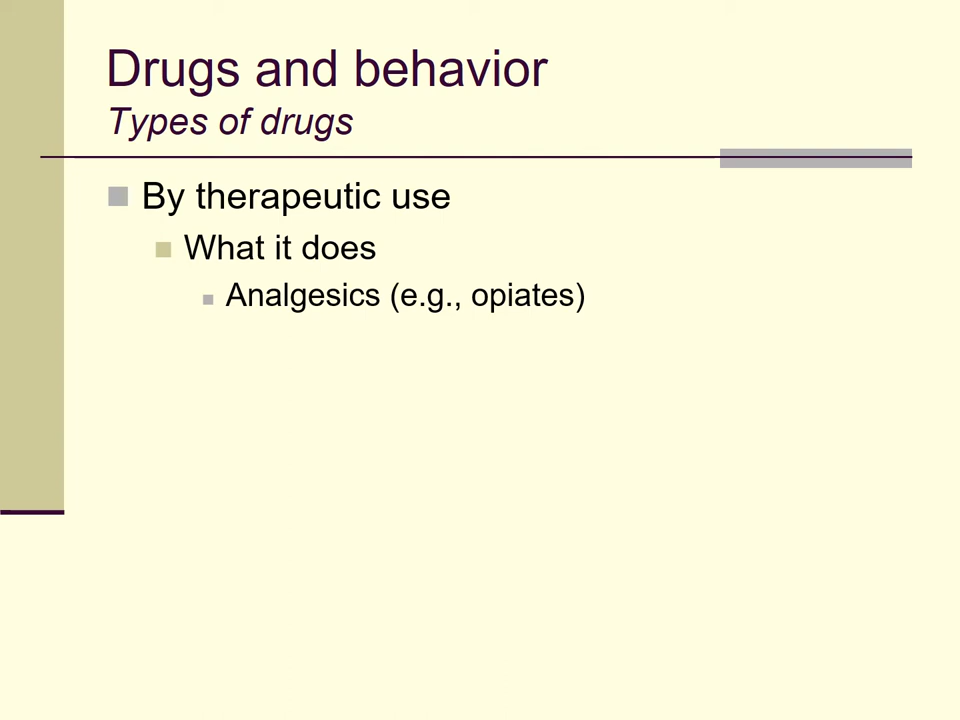 Drugs and behavior
Types of drugs
By therapeutic use
What it does
Analgesics (e.g., opiates)